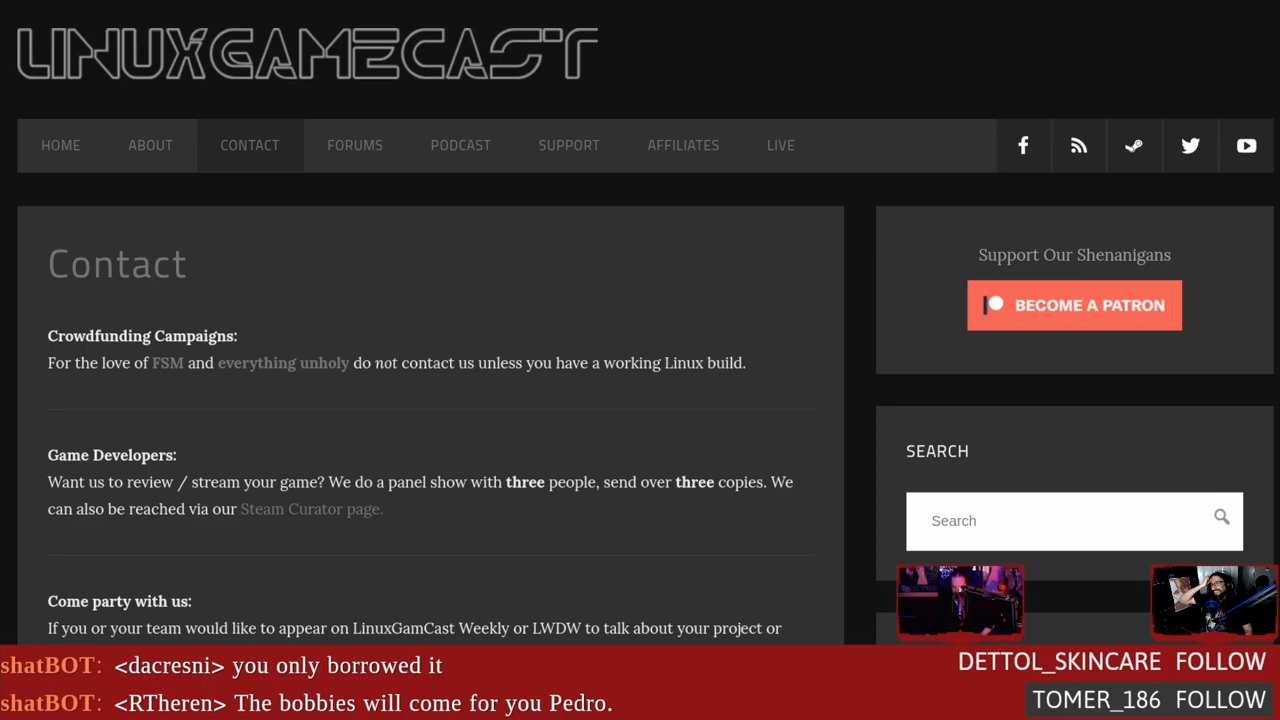 LINUXGAMECAST
HOME ABOUT CONTACT FORUMS PODCAST SUPPORT AFFILIATES LIVE
Contact
Crowdfunding Campaigns:
For the love of FSM and everything unholy do not contact us unless you have a working Linux build.
Game Developers:
Want us to review / stream your game? We do a panel show with three people, send over three copies. We
can also be reached via our Steam Curator page.
Come party with us:
If you or your team would like to appear on LinuxGamCast Weekly or LWDW to talk about your project or
Support Our Shenanigans
BECOME A PATRON
SEARCH
Search
shatBOT: <dacresni> you only borrowed it
shatBOT: <RTheren> The bobbies will come for you Pedro.
DETTOL_SKINCARE FOLLOW
TOMER_186 FOLLOW